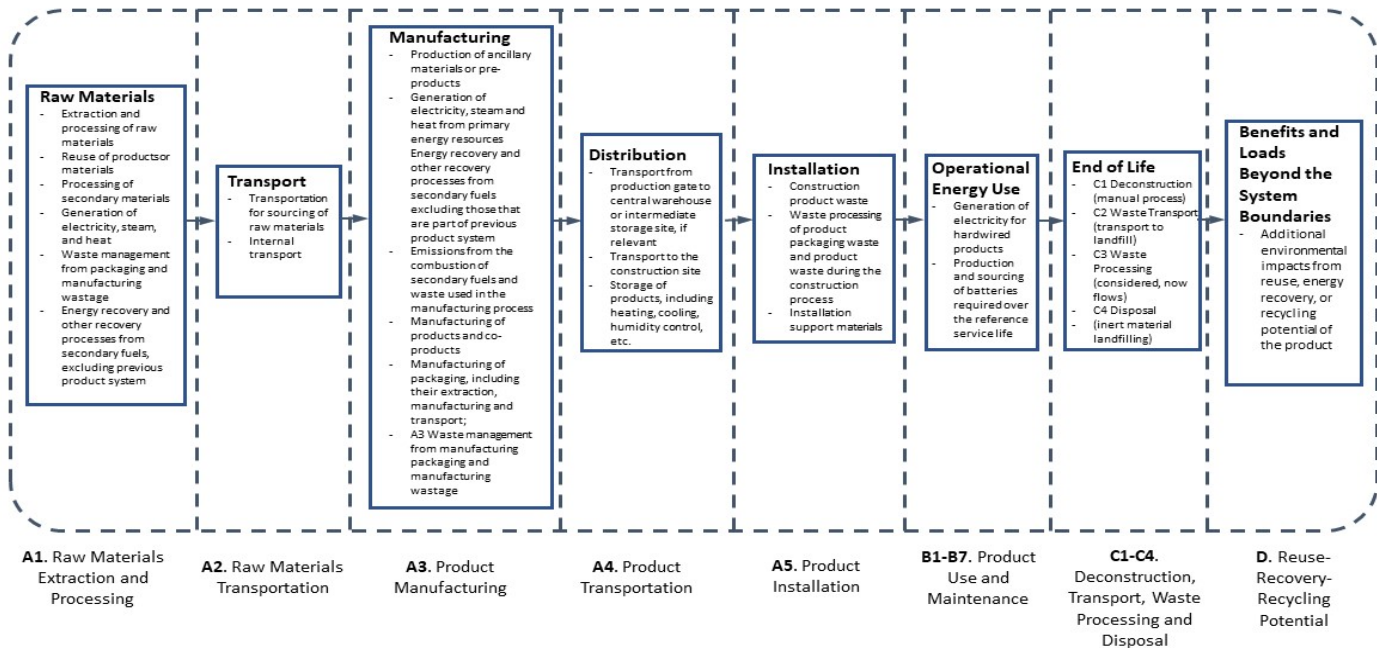 Raw Materials
- Extraction and
processing of raw
materials
- Reuse of productsor
materials
- Processing of
secondary materials
- Generation of
electricity, steam,
and heat
- Waste management
from packaging and
manufacturing
wastage
- Energy recovery and
other recovery
processes from
secondary fuels,
excluding previous
product system
Transport
- Transportation
for sourcing of
raw materials
- Internal
transport
Manufacturing
- Production of ancillary
materials or pre-
products
- Generation of
electricity, steam and
heat from primary
energy resources
Energy recovery and
other recovery
processes from
secondary fuels
excluding those that
are part of previous
product system
- Emissions from the
combustion of
secondary fuels and
waste used in the
manufacturing process
- Manufacturing of
products and co-
products
- Manufacturing of
packaging, including
their extraction,
manufacturing and
transport;
- A3 Waste management
from manufacturing
packaging and
manufacturing
wastage
Distribution
- Transport from
production gate to
central warehouse
or intermediate
storage site, if
relevant
- Transport to the
construction site
- Storage of
products, including
heating, cooling,
humidity control,
etc.
Installation
- Construction
product waste
- Waste processing
of product
packaging waste
and product
waste during the
construction
process
- Installation
support materials
Operational
Energy Use
- Generation of
electricity for
hardwired
products
- Production
and sourcing
of batteries
required over
the reference
service life
End of Life
- C1 Deconstruction
(manual process)
- C2 Waste Transport
(transport to
landfill)
- C3 Waste
Processing
(considered, now
flows)
- C4 Disposal
- (inert material
landfilling)
Benefits and
Loads
Beyond the
System
Boundaries
- Additional
environmental
impacts from
reuse, energy
recovery, or
recycling
potential of
the product
A1. Raw Materials
Extraction and
Processing
A2. Raw Materials
Transportation
A3. Product
Manufacturing
A4. Product
Transportation
A5. Product
Installation
B1-B7. Product
Use and
Maintenance
C1-C4.
Deconstruction,
Transport, Waste
Processing and
Disposal
D. Reuse-
Recovery-
Recycling
Potential